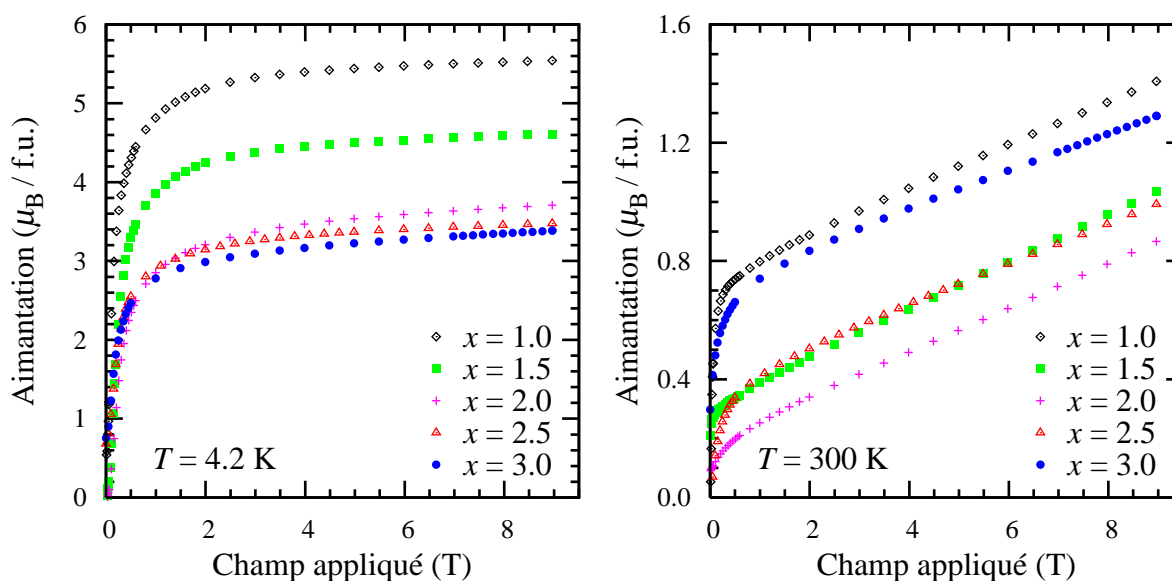 Aimantation (μB / f.u.)
6
5
4
3
2
1
0
x = 1.0
x = 1.5
x = 2.0
x = 2.5
x = 3.0
T = 4.2 K
0 2 4 6 8
Champ appliqué (T)
Aimantation (μB / f.u.)
1.6
1.2
0.8
0.4
0.0
x = 1.0
x = 1.5
x = 2.0
x = 2.5
x = 3.0
T = 300 K
0 2 4 6 8
Champ appliqué (T)